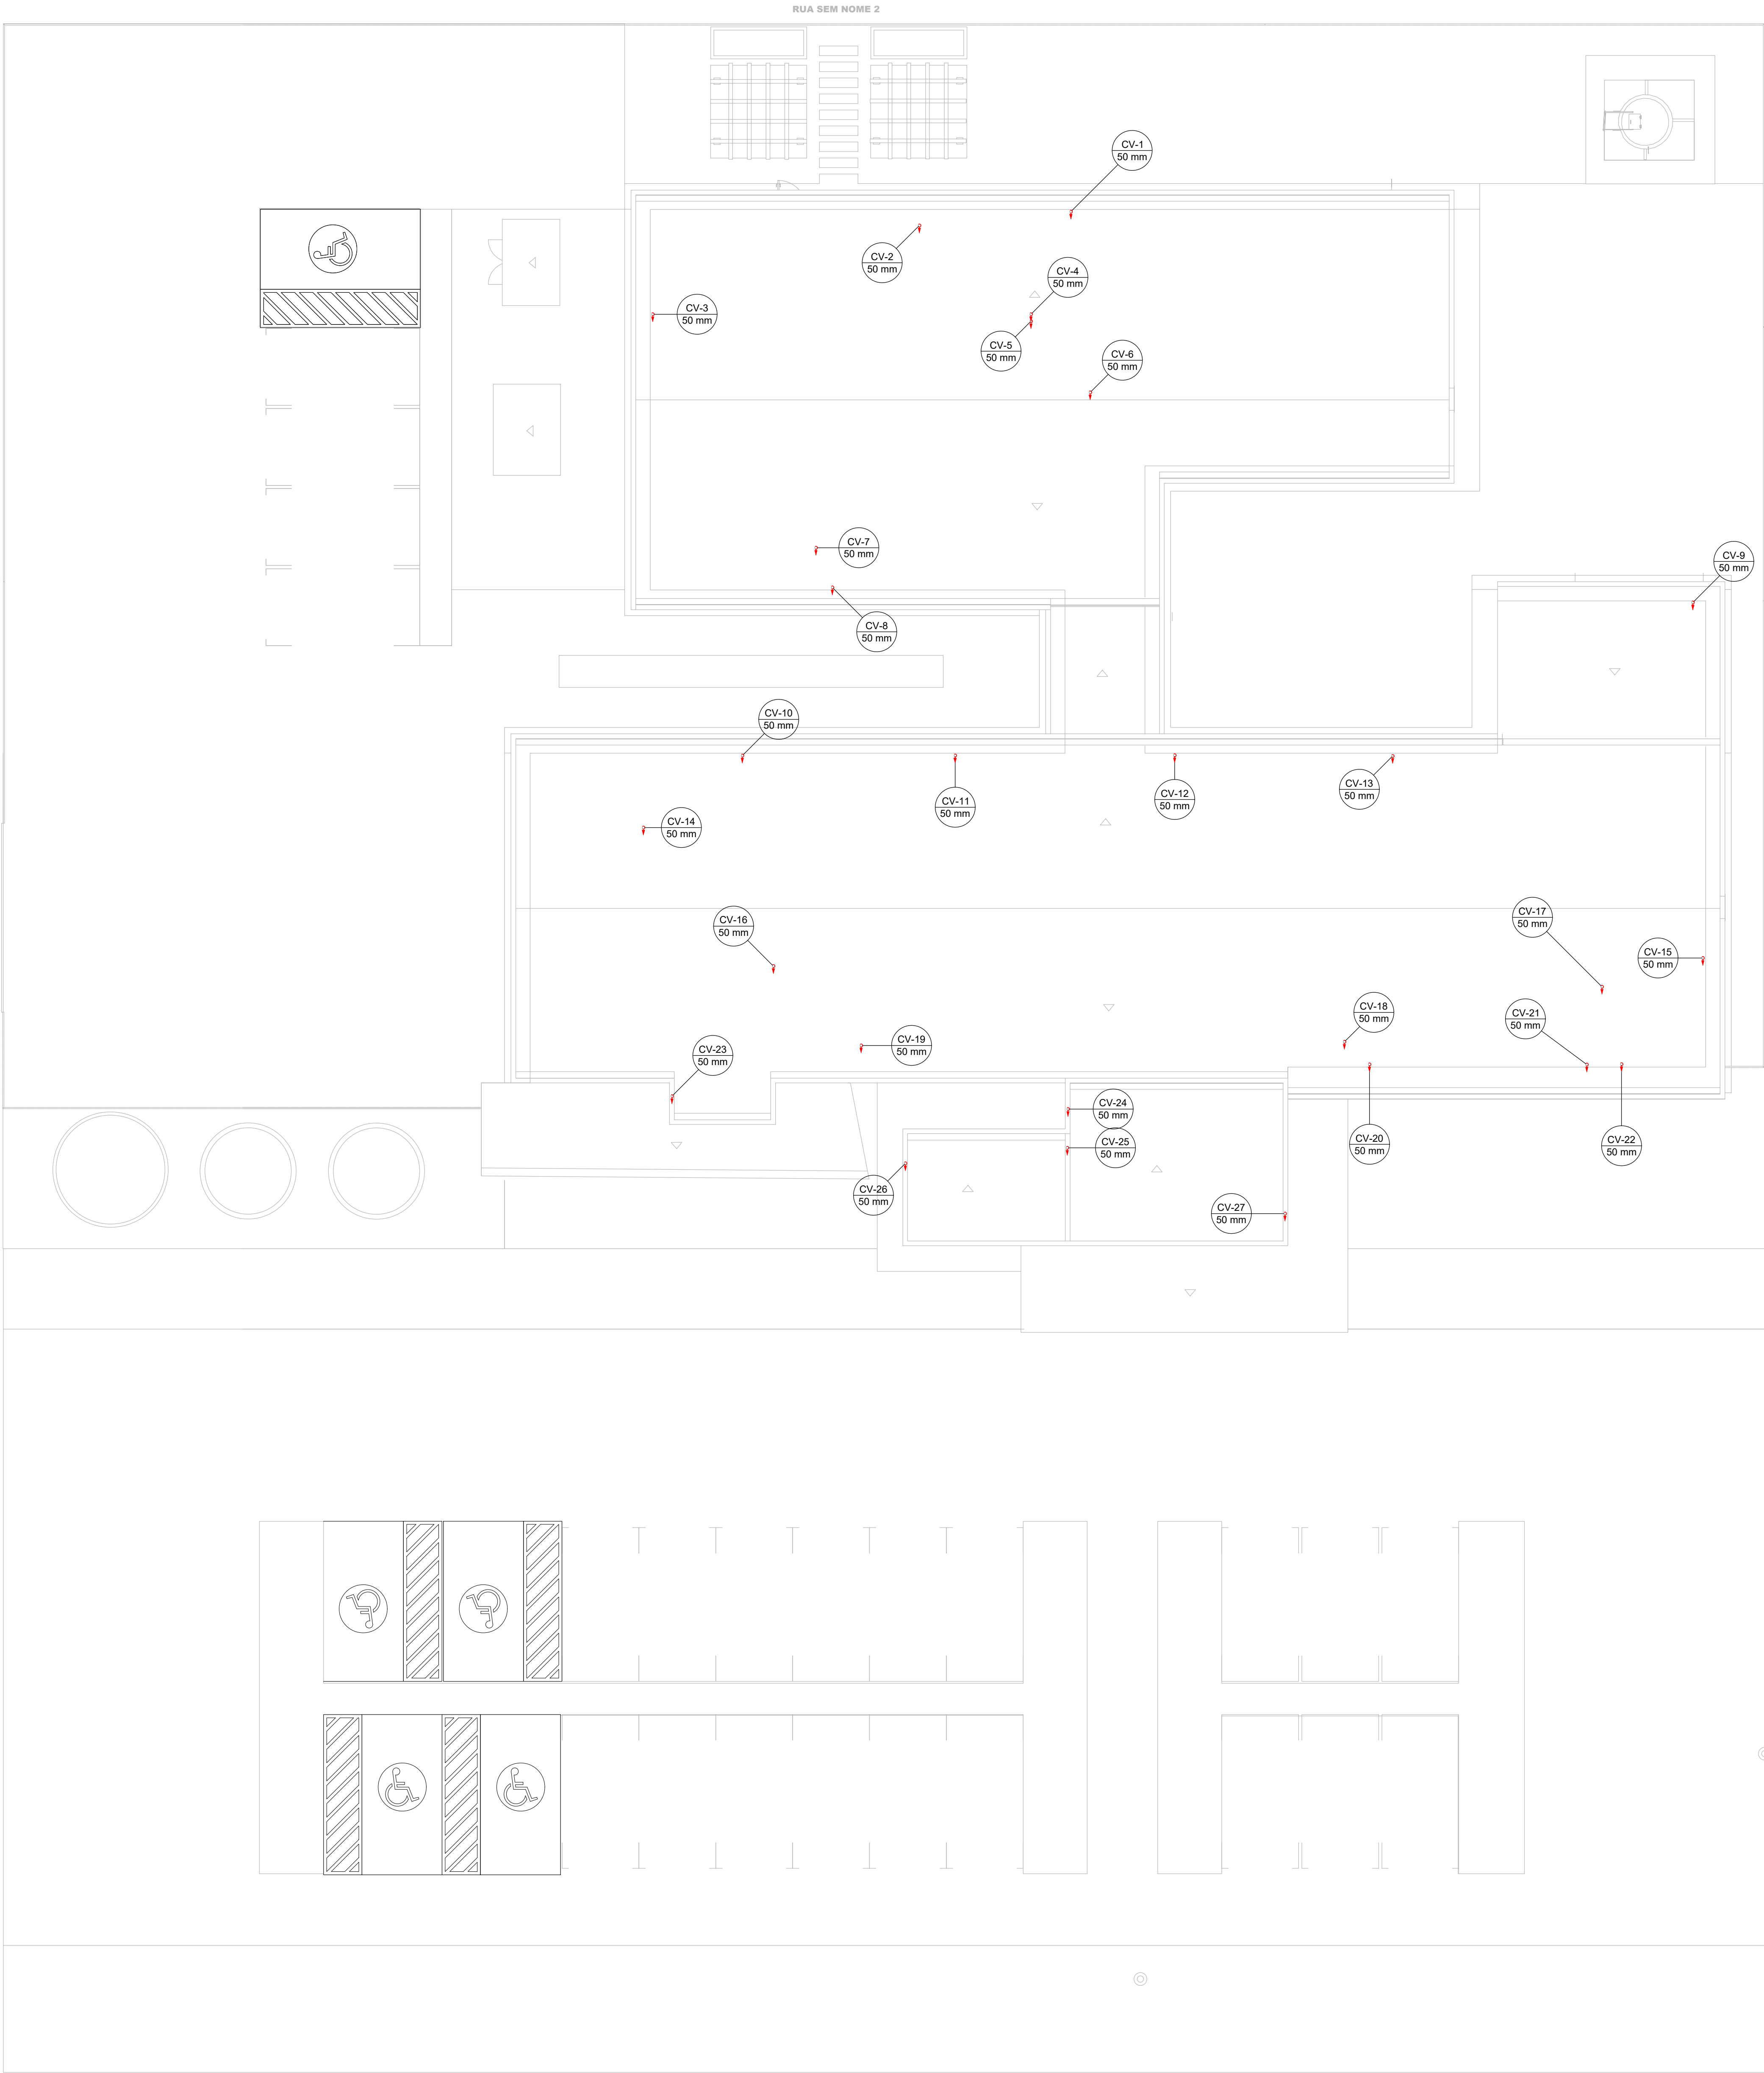 RUA SEM NOME 2
CV-1
50 mm
CV-2
50 mm
CV-4
50 mm
CV-3
50 mm
CV-5
50 mm
CV-6
50 mm
CV-7
50 mm
CV-9
50 mm
CV-8
50 mm
CV-10
50 mm
CV-11
50 mm
CV-12
50 mm
CV-13
50 mm
CV-14
50 mm
CV-16
50 mm
CV-17
50 mm
CV-15
50 mm
CV-18
50 mm
CV-21
50 mm
CV-19
50 mm
CV-23
50 mm
CV-24
50 mm
CV-25
50 mm
CV-20
50 mm
CV-22
50 mm
CV-26
50 mm
CV-27
50 mm